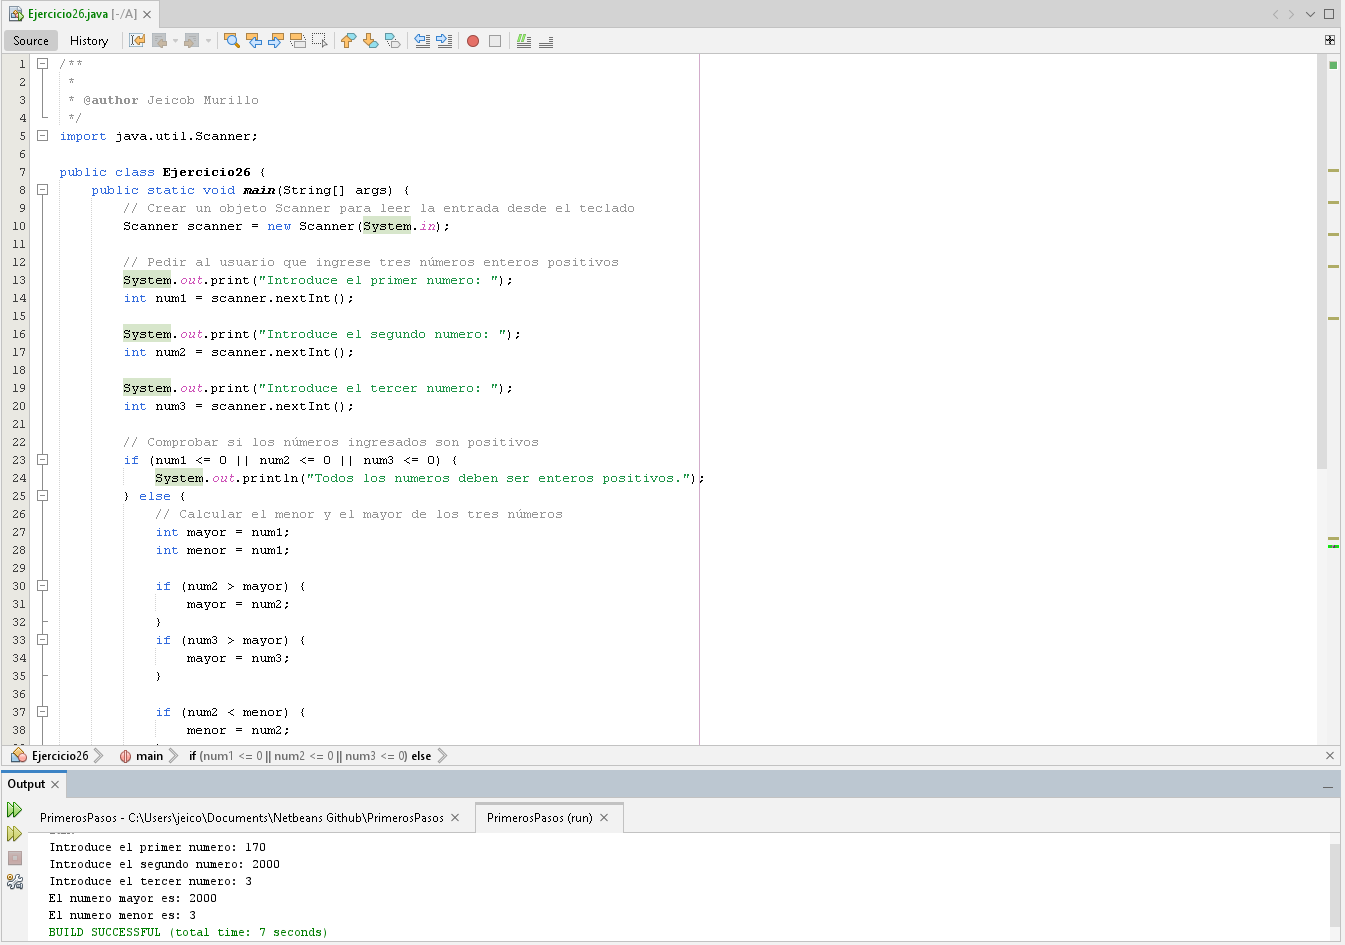 Ejercicio26.java [-/A]
Source History
1 /**
2 *
3 * @author Jeicob Murillo
4 */
5 import java.util.Scanner;
6
7 public class Ejercicio26 {
8 public static void main(String[] args) {
9 // Crear un objeto Scanner para leer la entrada desde el teclado
10 Scanner scanner = new Scanner(System.in);
11
12 // Pedir al usuario que ingrese tres números enteros positivos
13 System.out.print("Introduce el primer numero: ");
14 int num1 = scanner.nextInt();
15
16 System.out.print("Introduce el segundo numero: ");
17 int num2 = scanner.nextInt();
18
19 System.out.print("Introduce el tercer numero: ");
20 int num3 = scanner.nextInt();
21
22 // Comprobar si los números ingresados son positivos
23 if (num1 <= 0 || num2 <= 0 || num3 <= 0) {
24 System.out.println("Todos los numeros deben ser enteros positivos.");
25 } else {
26 // Calcular el menor y el mayor de los tres números
27 int mayor = num1;
28 int menor = num1;
29
30 if (num2 > mayor) {
31 mayor = num2;
32 }
33 if (num3 > mayor) {
34 mayor = num3;
35 }
36
37 if (num2 < menor) {
38 menor = num2;
Ejercicio26 main if (num1 <= 0 || num2 <= 0 || num3 <= 0) else
Output
PrimerosPasos - C:\Users\jeico\Documents\Netbeans Github\PrimerosPasos PrimerosPasos (run)
Introduce el primer numero: 170
Introduce el segundo numero: 2000
Introduce el tercer numero: 3
El numero mayor es: 2000
El numero menor es: 3
BUILD SUCCESSFUL (total time: 7 seconds)